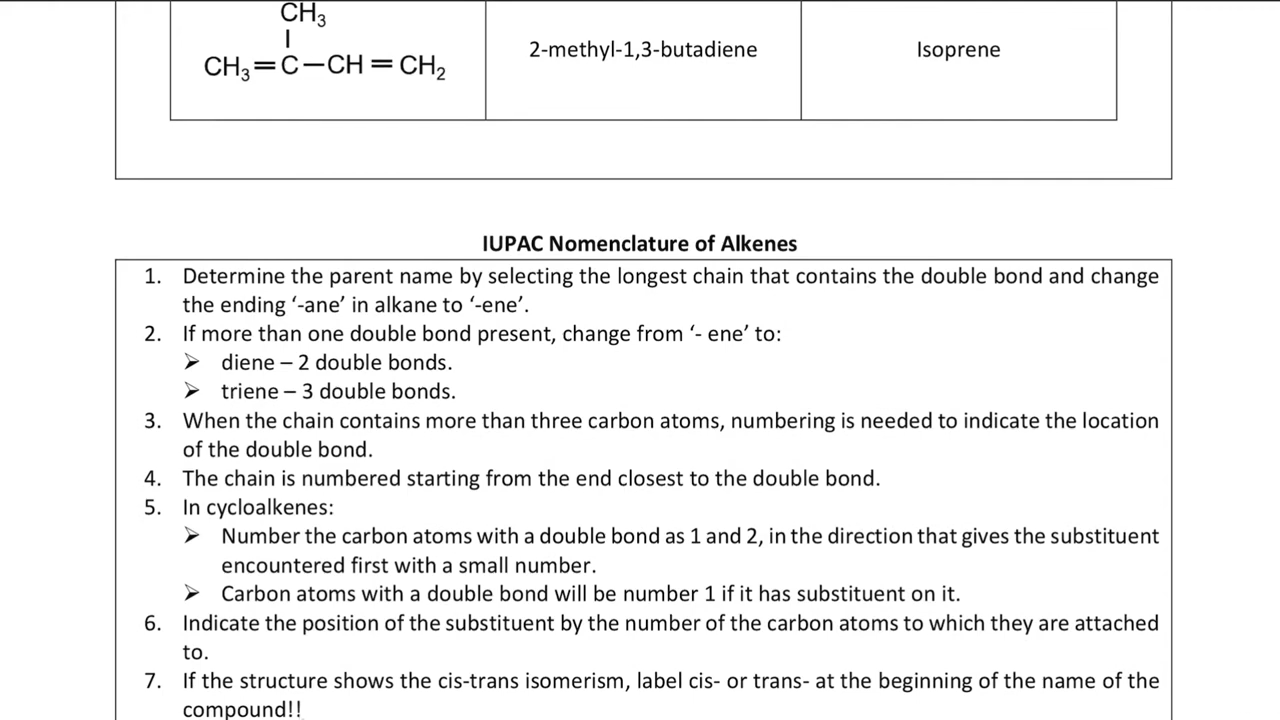 CH₃
CH₃=C—CH=CH₂
2-methyl-1,3-butadiene
Isoprene
IUPAC Nomenclature of Alkenes
1. Determine the parent name by selecting the longest chain that contains the double bond and change
the ending ‘-ane’ in alkane to ‘-ene’.
2. If more than one double bond present, change from ‘- ene’ to:
➢ diene – 2 double bonds.
➢ triene – 3 double bonds.
3. When the chain contains more than three carbon atoms, numbering is needed to indicate the location
of the double bond.
4. The chain is numbered starting from the end closest to the double bond.
5. In cycloalkenes:
➢ Number the carbon atoms with a double bond as 1 and 2, in the direction that gives the substituent
encountered first with a small number.
➢ Carbon atoms with a double bond will be number 1 if it has substituent on it.
6. Indicate the position of the substituent by the number of the carbon atoms to which they are attached
to.
7. If the structure shows the cis-trans isomerism, label cis- or trans- at the beginning of the name of the
compound!!